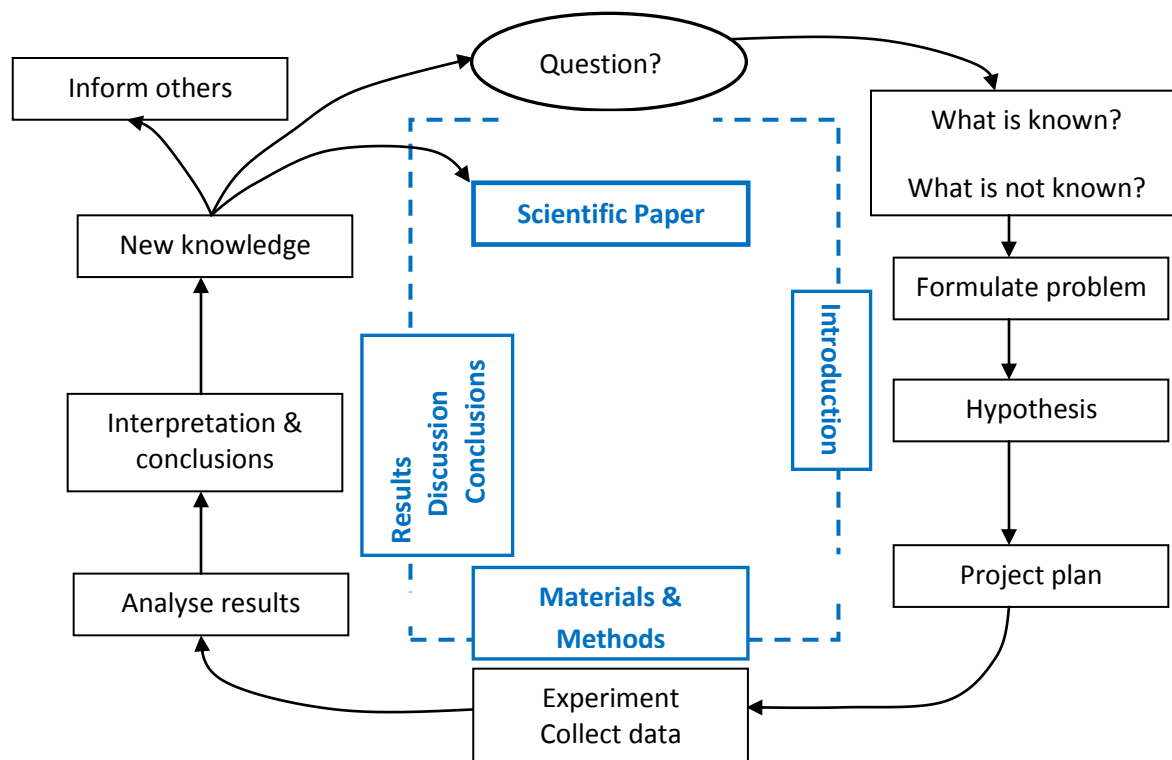 Question?
Inform others
What is known?
What is not known?
Scientific Paper
New knowledge
Formulate problem
Introduction
Results
Discussion
Conclusions
Hypothesis
Interpretation &
conclusions
Project plan
Analyse results
Materials &
Methods
Experiment
Collect data